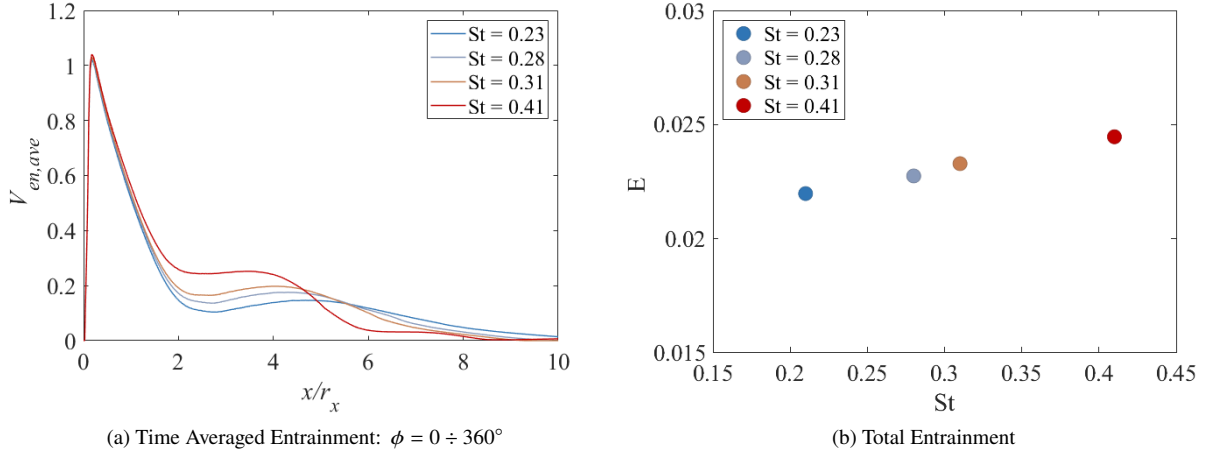 1.2
1
0.8
0.6
0.4
0.2
0
V en,ave
0
2
4
6
8
10
x/r x
St = 0.23
St = 0.28
St = 0.31
St = 0.41
(a) Time Averaged Entrainment: ϕ = 0 ÷ 360°
0.03
0.025
0.02
0.015
E
0.15
0.2
0.25
0.3
0.35
0.4
0.45
St
St = 0.23
St = 0.28
St = 0.31
St = 0.41
(b) Total Entrainment